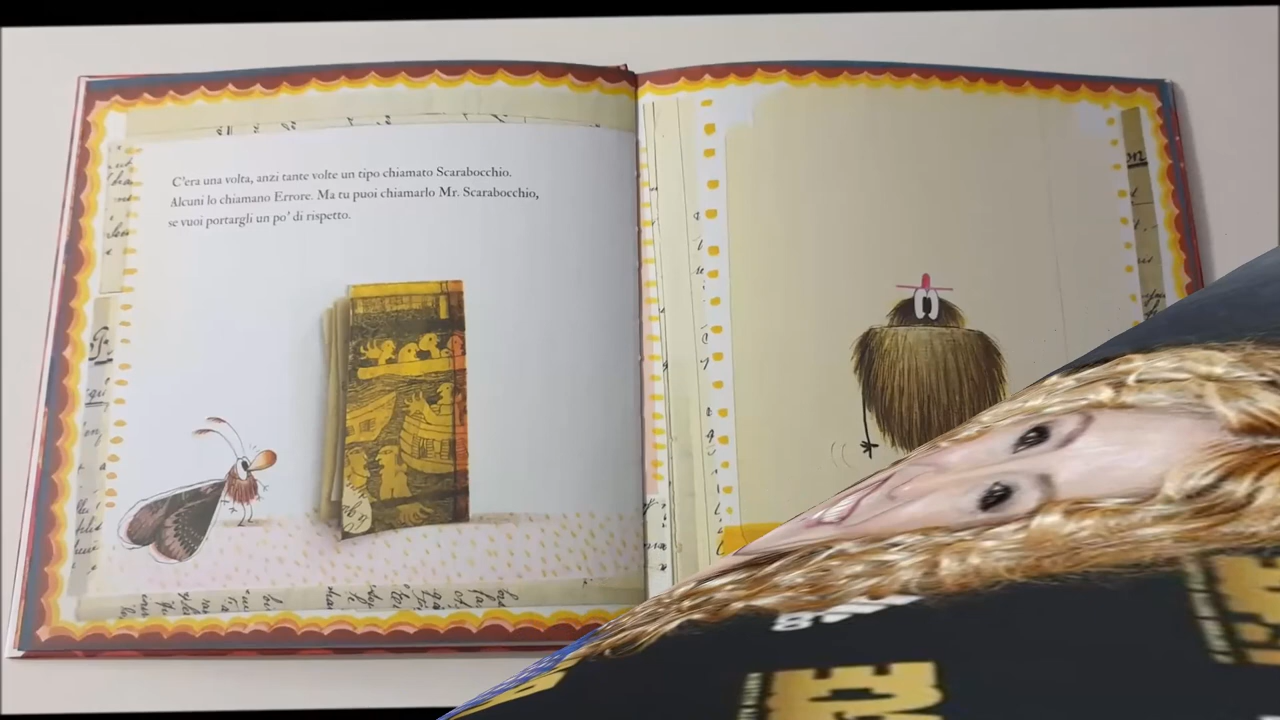 C'era una volta, anzi tante volte un tipo chiamato Scarabocchio.
Alcuni lo chiamano Errore. Ma tu puoi chiamarlo Mr. Scarabocchio,
se vuoi portargli un po' di rispetto.